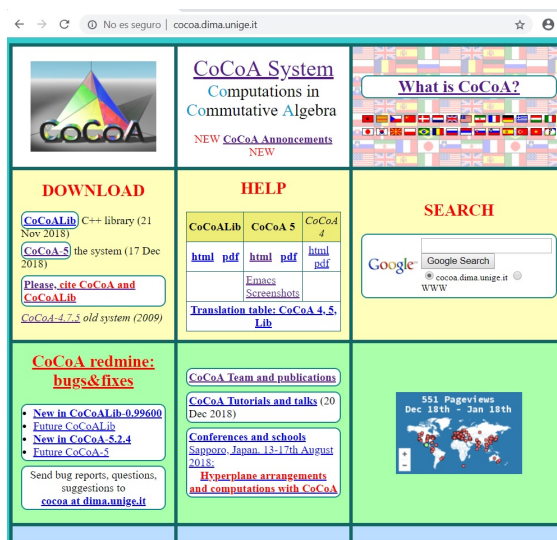 No es seguro | cocoa.dima.unige.it
CoCoA
CoCoA System
Computations in
Commutative Algebra
NEW CoCoA Annoncements
NEW
What is CoCoA?
DOWNLOAD
CoCoALib C++ library (21
Nov 2018)
CoCoA-5 the system (17 Dec
2018)
Please, cite CoCoA and
CoCoALib
CoCoA-4.7.5 old system (2009)
HELP
CoCoALib CoCoA 5 CoCoA
4
html pdf html pdf html
pdf
Emacs
Screenshots
Translation table: CoCoA 4, 5,
Lib
SEARCH
Google
Google Search
cocoa.dima.unige.it
WWW
CoCoA redmine:
bugs&fixes
New in CoCoALib-0.99600
Future CoCoALib
New in CoCoA-5.2.4
Future CoCoA-5
Send bug reports, questions,
suggestions to
cocoa at dima.unige.it
CoCoA Team and publications
CoCoA Tutorials and talks (20
Dec 2018)
Conferences and schools
Sapporo, Japan. 13-17th August
2018:
Hyperplane arrangements
and computations with CoCoA
551 Pageviews
Dec 18th - Jan 18th
+
-